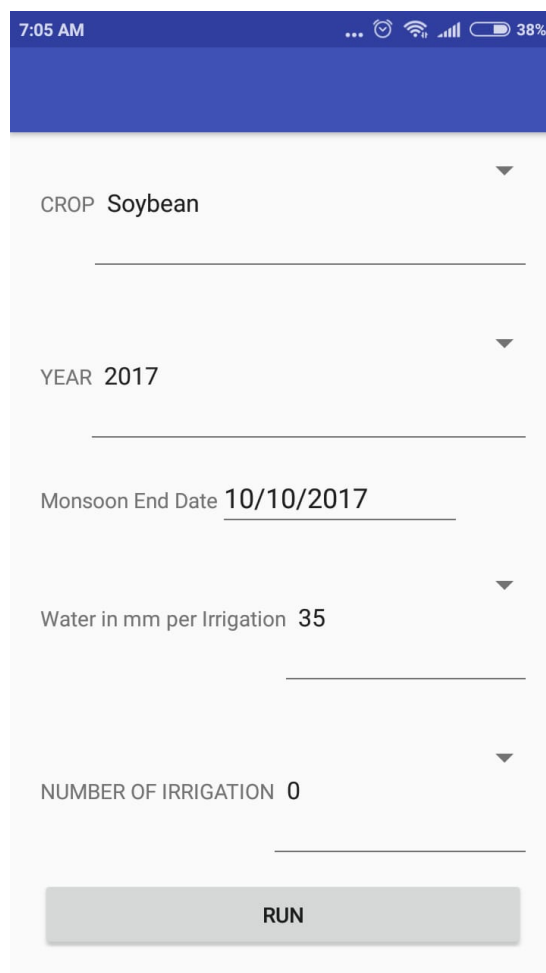 7:05 AM ... 38%
CROP Soybean
YEAR 2017
Monsoon End Date 10/10/2017
Water in mm per Irrigation 35
NUMBER OF IRRIGATION 0
RUN